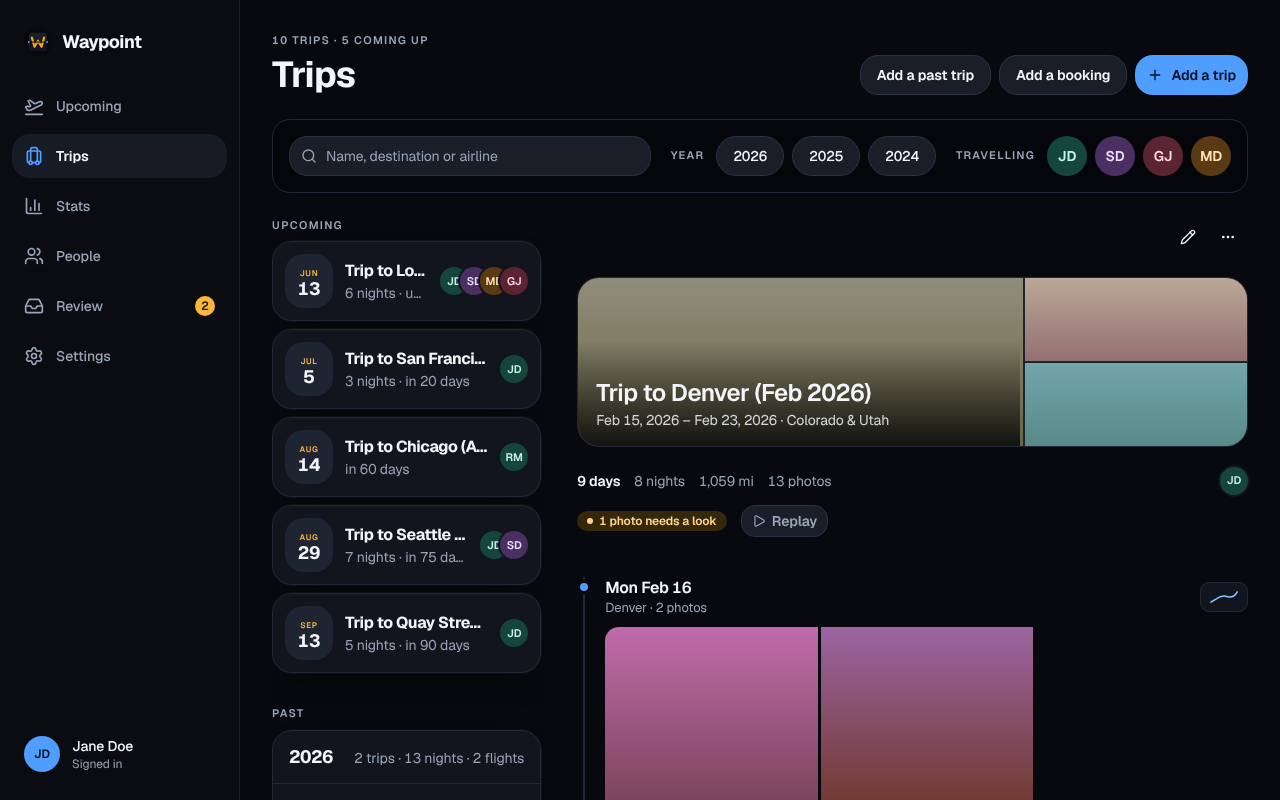 Waypoint
Upcoming
Trips
Stats
People
Review
2
Settings
JD
Jane Doe
Signed in
10 TRIPS · 5 COMING UP
Trips
Add a past trip
Add a booking
Add a trip
Name, destination or airline
YEAR
2026
2025
2024
TRAVELLING
JD
SD
GJ
MD
UPCOMING
JUN
13
Trip to Lo...
6 nights · u...
GJ
JUL
5
Trip to San Franci...
3 nights · in 20 days
JD
AUG
14
Trip to Chicago (A...
in 60 days
RM
AUG
29
Trip to Seattle ...
7 nights · in 75 da...
SD
SEP
13
Trip to Quay Stre...
5 nights · in 90 days
JD
PAST
2026
2 trips · 13 nights · 2 flights
Trip to Denver (Feb 2026)
Feb 15, 2026 – Feb 23, 2026 · Colorado & Utah
9 days
8 nights
1,059 mi
13 photos
JD
1 photo needs a look
Replay
Mon Feb 16
Denver · 2 photos